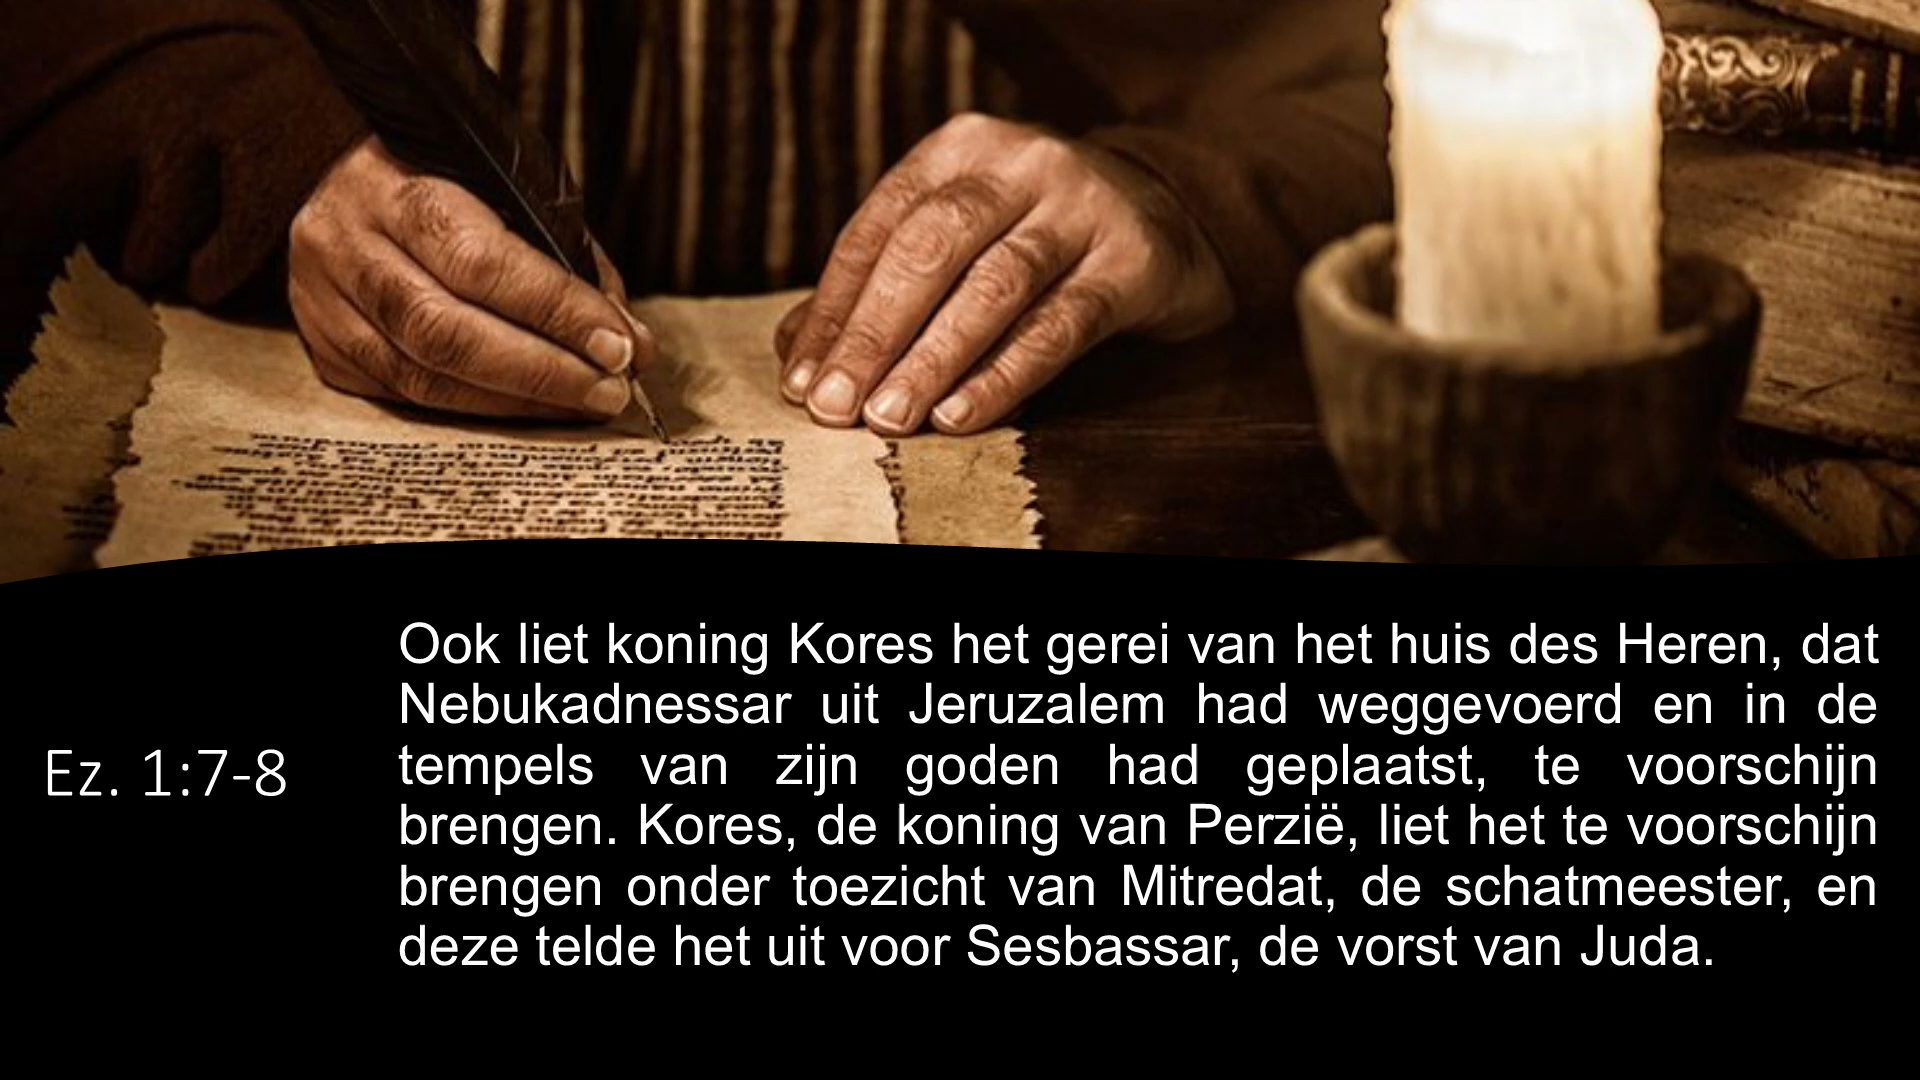 Ez. 1:7-8
Ook liet koning Kores het gerei van het huis des Heren, dat
Nebukadnessar uit Jeruzalem had weggevoerd en in de
tempels van zijn goden had geplaatst, te voorschijn
brengen. Kores, de koning van Perzië, liet het te voorschijn
brengen onder toezicht van Mitredat, de schatmeester, en
deze telde het uit voor Sesbassar, de vorst van Juda.